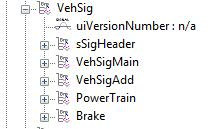 VehSig
uiVersionNumber : n/a
sSigHeader
VehSigMain
VehSigAdd
PowerTrain
Brake